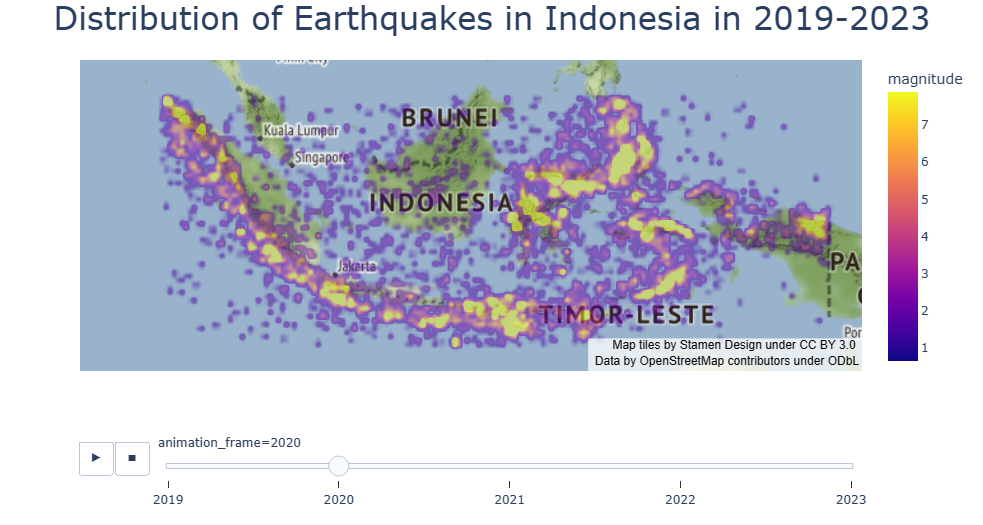 Distribution of Earthquakes in Indonesia in 2019-2023
magnitude
BRUNEI
Kuala Lumpur
Singapore
INDONESIA
Jakarta
TIMOR-LESTE
PA
Por
7
6
5
4
3
2
1
Map tiles by Stamen Design under CC BY 3.0
Data by OpenStreetMap contributors under ODbL
animation_frame=2020
2019
2020
2021
2022
2023